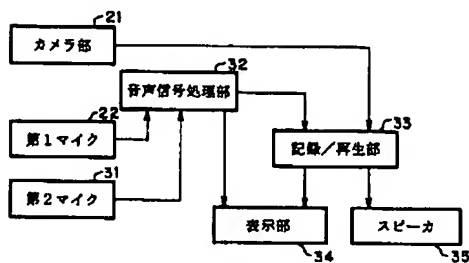 21
カメラ部
32
音声信号処理部
22
第1マイク
33
記録／再生部
31
第2マイク
表示部
34
スピーカ
35